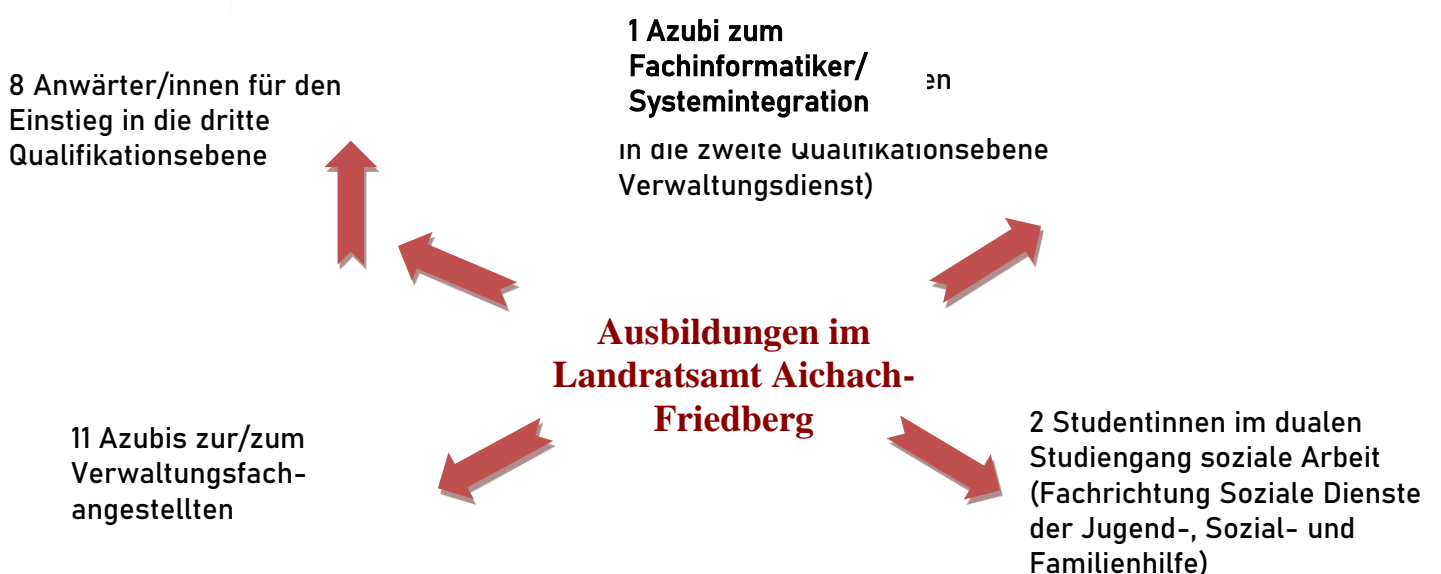 1 Azubi zum
Fachinformatiker/
Systemintegration
8 Anwärter/innen für den
Einstieg in die dritte
Qualifikationsebene
in die zweite Qualifikationsebene
Verwaltungsdienst)
Ausbildungen im
Landratsamt Aichach-
Friedberg
11 Azubis zur/zum
Verwaltungsfach-
angestellten
2 Studentinnen im dualen
Studiengang soziale Arbeit
(Fachrichtung Soziale Dienste
der Jugend-, Sozial- und
Familienhilfe)